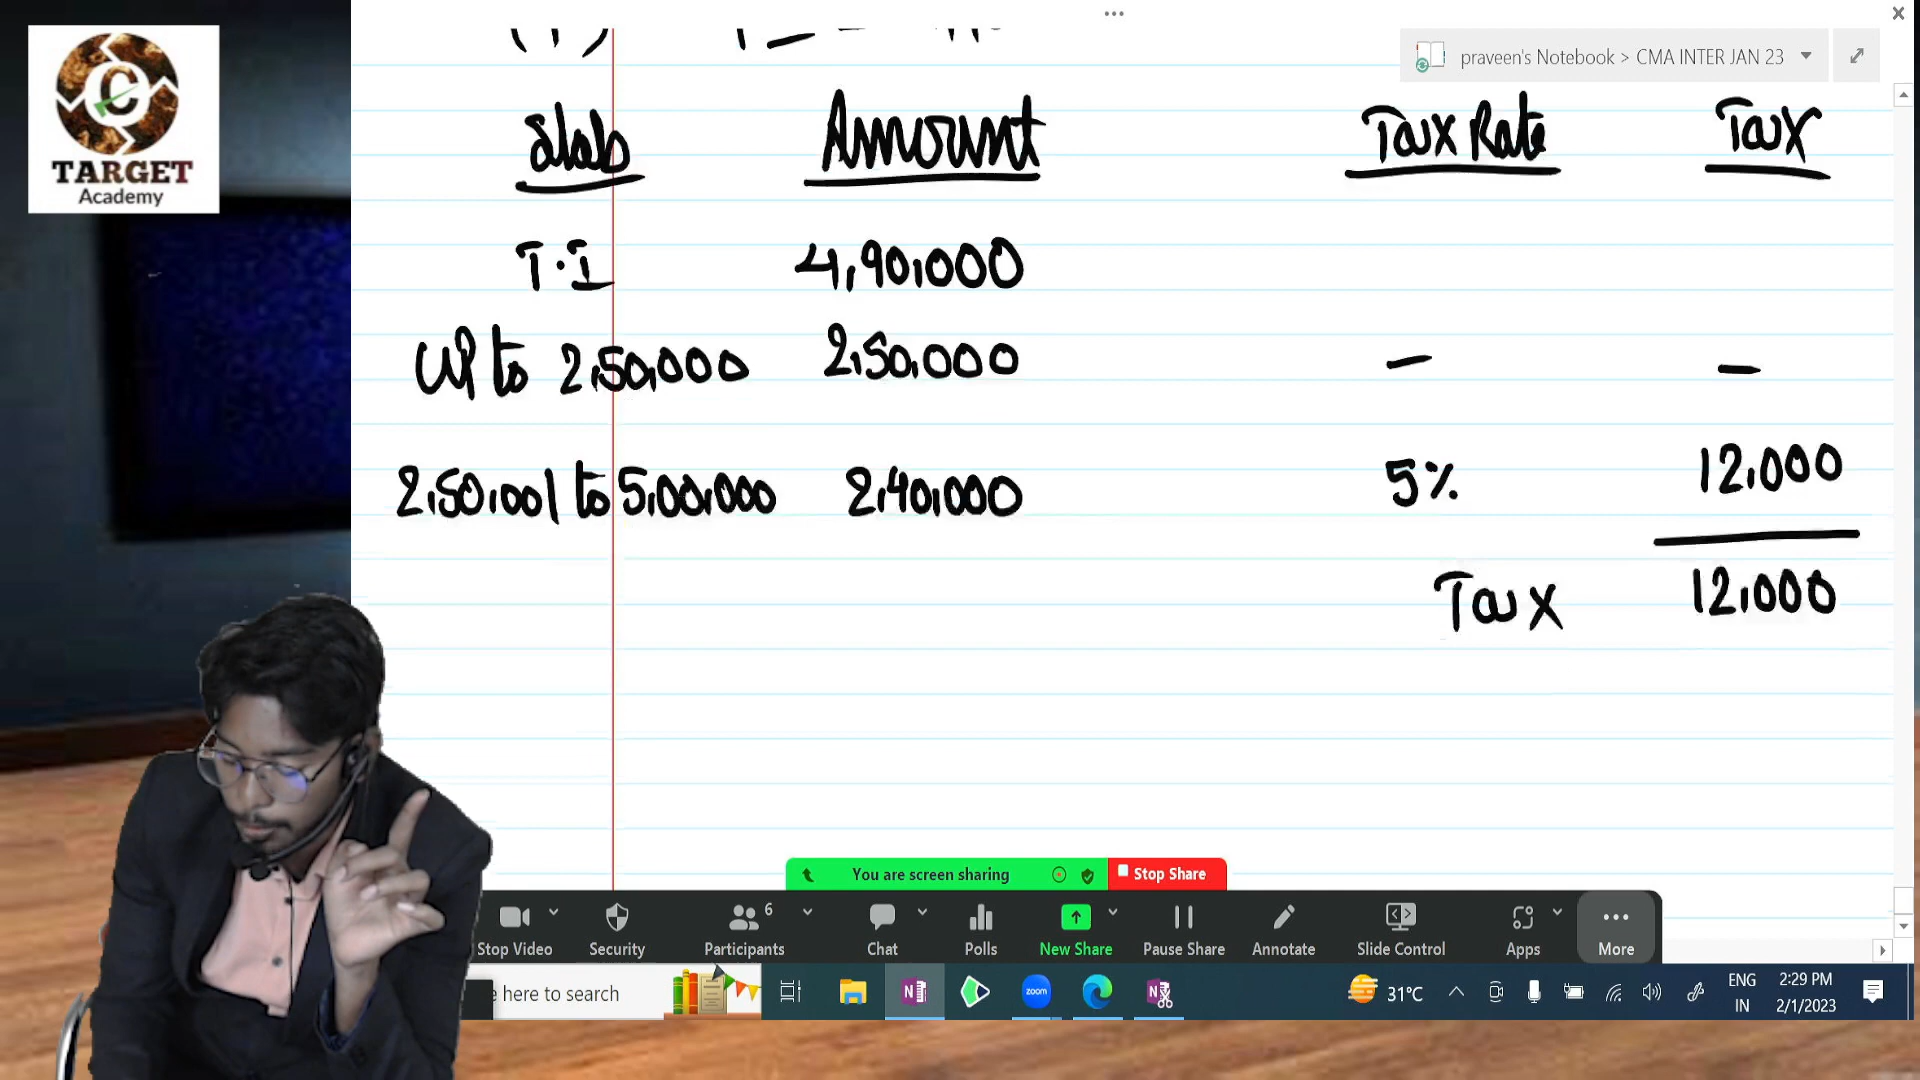 praveen's Notebook > CMA INTER JAN 23
C
TARGET
Academy
Slab Amount Tax Rate Tax
T.I 4,90,000
UP to 2,50,000 2,50,000 — —
2,50,001 to 5,00,000 2,40,000 5% 12,000
Tax 12,000
You are screen sharing Stop Share
Stop Video Security Participants 6 Chat Polls New Share Pause Share Annotate Slide Control Apps More
e here to search
zoom
31°C
ENG
IN
2:29 PM
2/1/2023